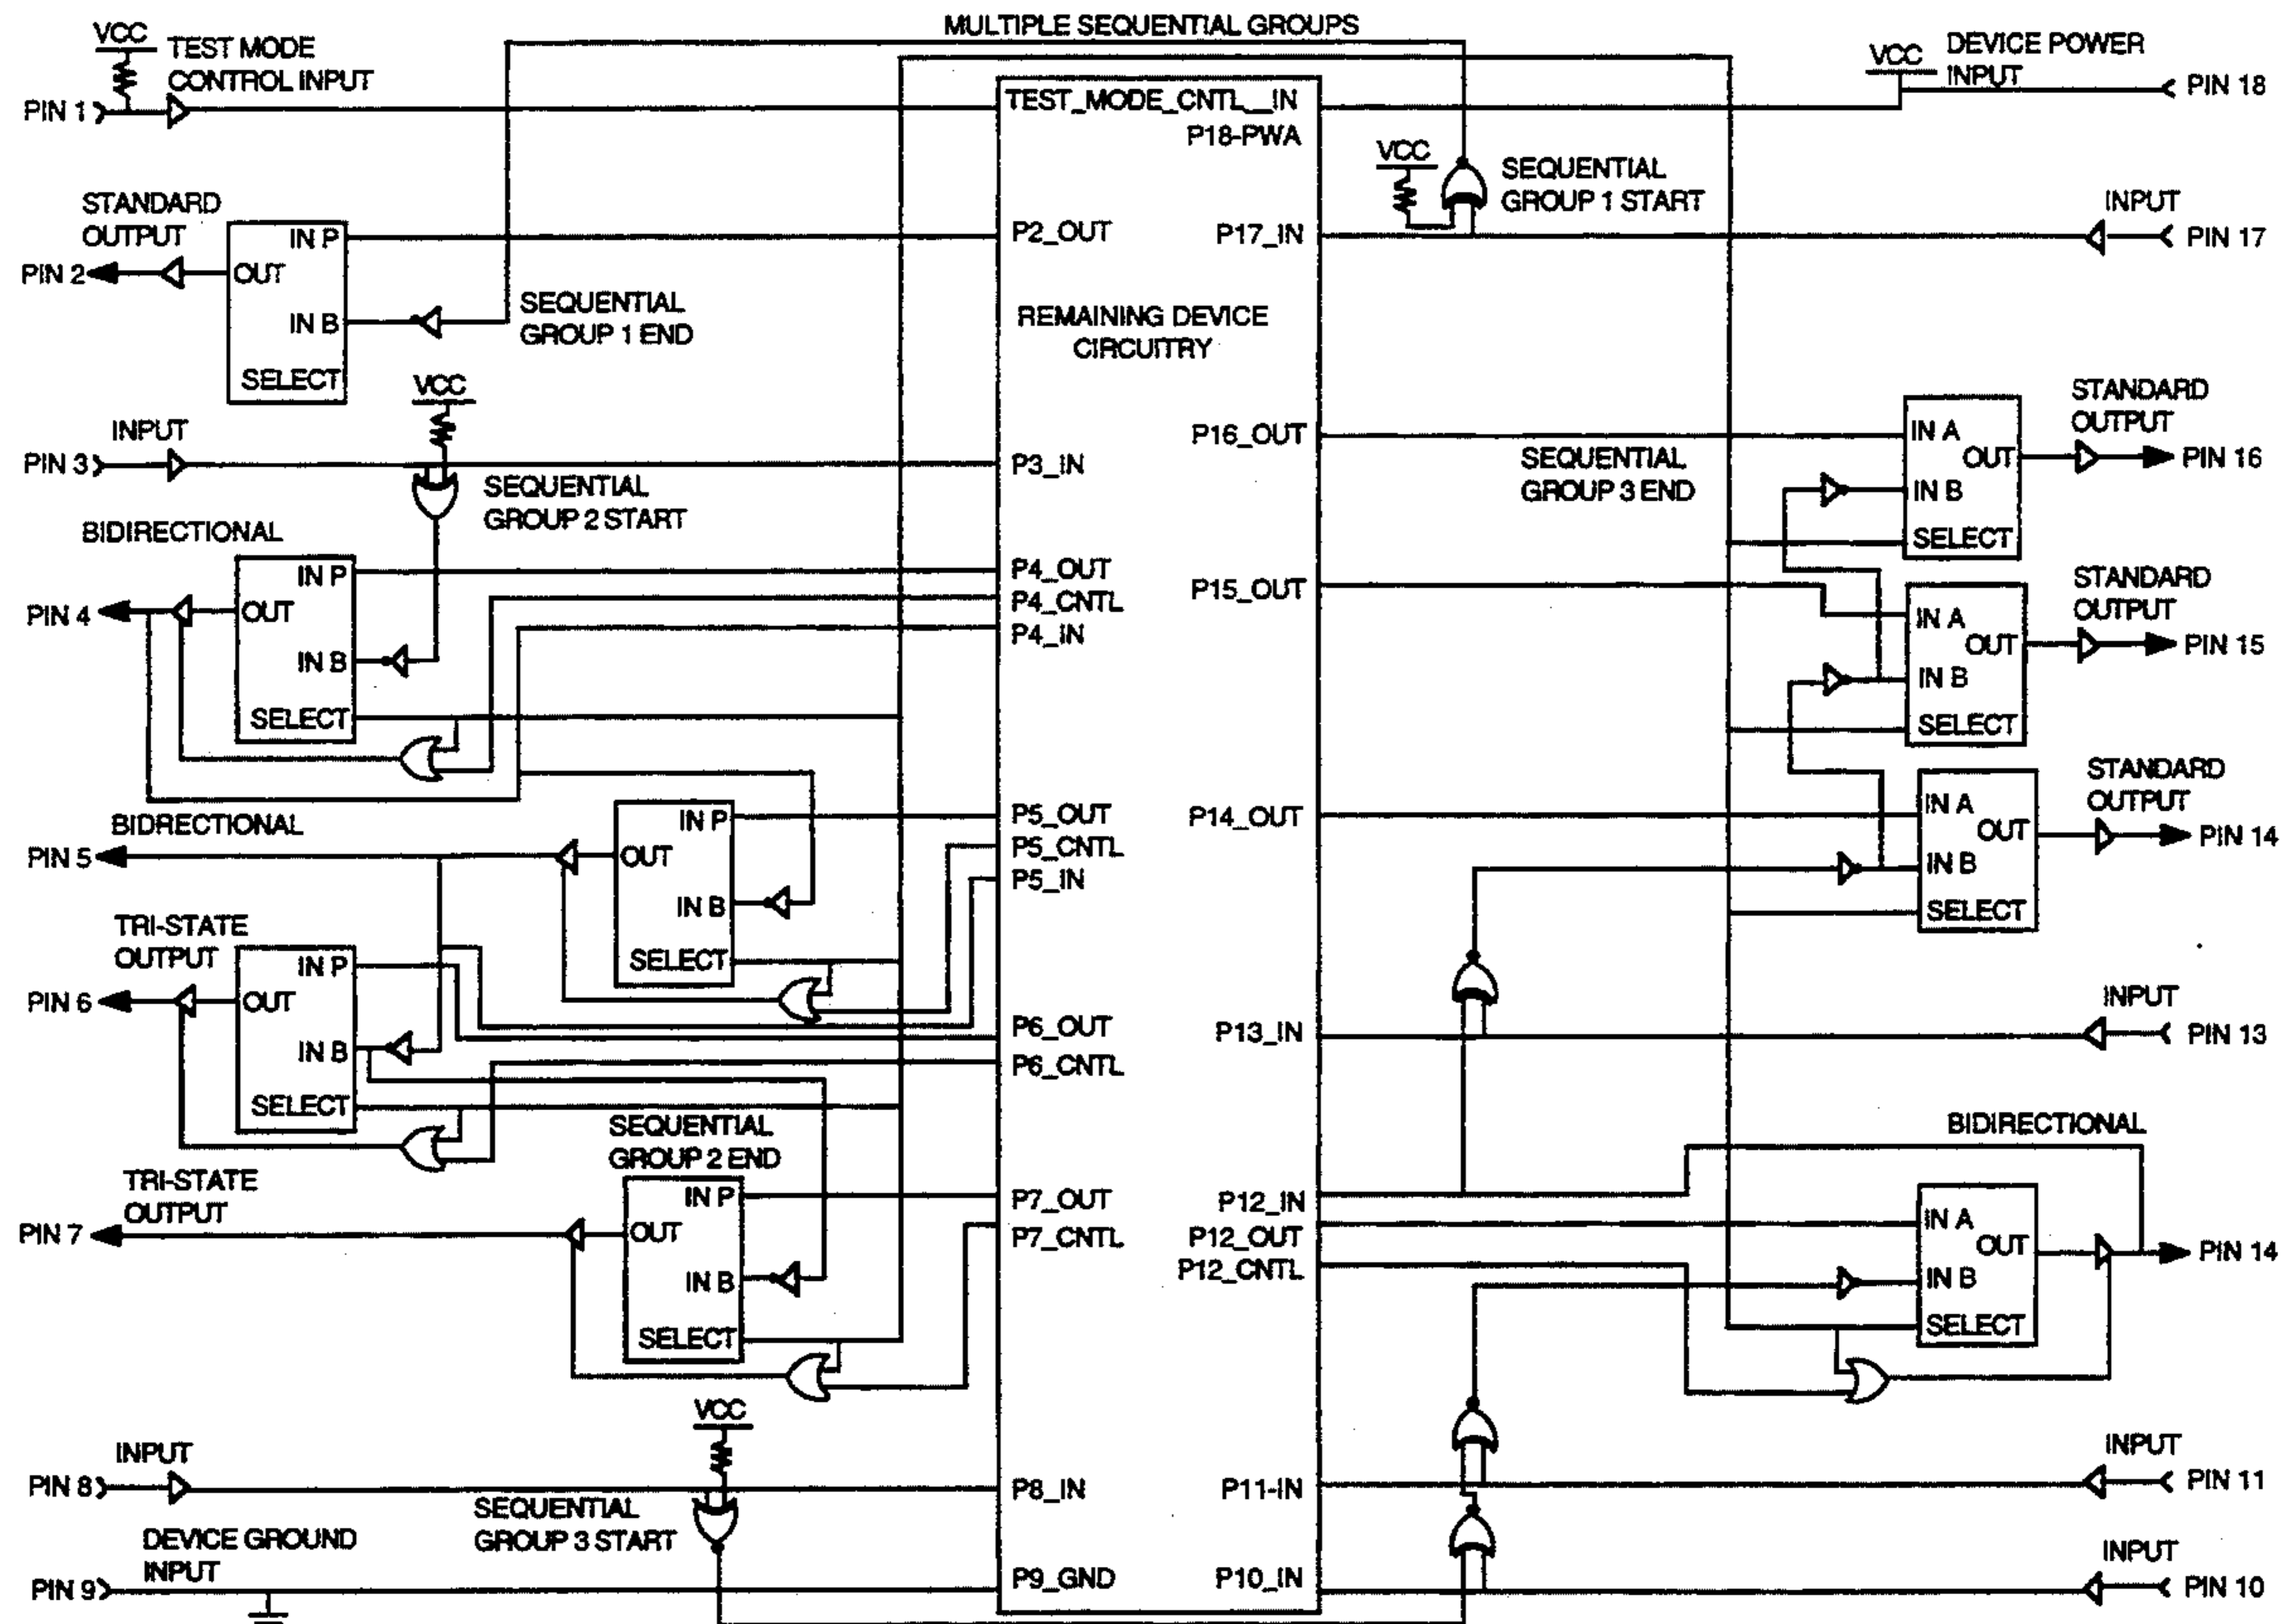 MULTIPLE SEQUENTIAL GROUPS
VCC
TEST MODE
CONTROL INPUT
PIN 1
STANDARD
OUTPUT
PIN 2
IN P
OUT
IN B
SELECT
SEQUENTIAL
GROUP 1 END
VCC
INPUT
PIN 3
SEQUENTIAL
GROUP 2 START
BIDIRECTIONAL
PIN 4
IN P
OUT
IN B
SELECT
BIDRECTIONAL
PIN 5
IN P
OUT
IN B
SELECT
TRI-STATE
OUTPUT
PIN 6
IN P
OUT
IN B
SELECT
SEQUENTIAL
GROUP 2 END
TRI-STATE
OUTPUT
PIN 7
IN P
OUT
IN B
SELECT
VCC
INPUT
PIN 8
SEQUENTIAL
GROUP 3 START
DEVICE GROUND
INPUT
PIN 9
TEST_MODE_CNTL__IN
P18-PWA
P2_OUT
P17_IN
REMAINING DEVICE
CIRCUITRY
P3_IN
P16_OUT
P4_OUT
P4_CNTL
P4_IN
P15_OUT
P5_OUT
P5_CNTL
P5_IN
P14_OUT
P6_OUT
P6_CNTL
P13_IN
P7_OUT
P7_CNTL
P12_IN
P12_OUT
P12_CNTL
P8_IN
P11-IN
P9_GND
P10_IN
VCC
DEVICE POWER
INPUT
PIN 18
VCC
SEQUENTIAL
GROUP 1 START
INPUT
PIN 17
SEQUENTIAL
GROUP 3 END
IN A
OUT
IN B
SELECT
STANDARD
OUTPUT
PIN 16
IN A
OUT
IN B
SELECT
STANDARD
OUTPUT
PIN 15
IN A
OUT
IN B
SELECT
STANDARD
OUTPUT
PIN 14
INPUT
PIN 13
BIDIRECTIONAL
IN A
OUT
IN B
SELECT
PIN 14
INPUT
PIN 11
INPUT
PIN 10